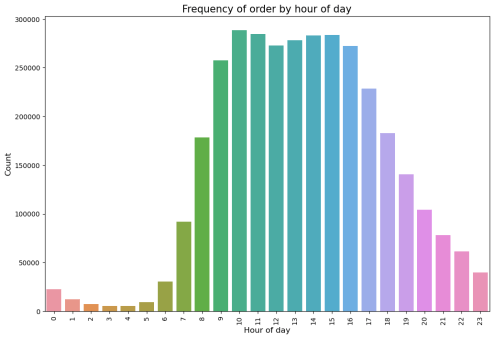 Frequency of order by hour of day
300000
250000
200000
150000
100000
50000
0
Count
0 1 2 3 4 5 6 7 8 9 10 11 12 13 14 15 16 17 18 19 20 21 22 23
Hour of day